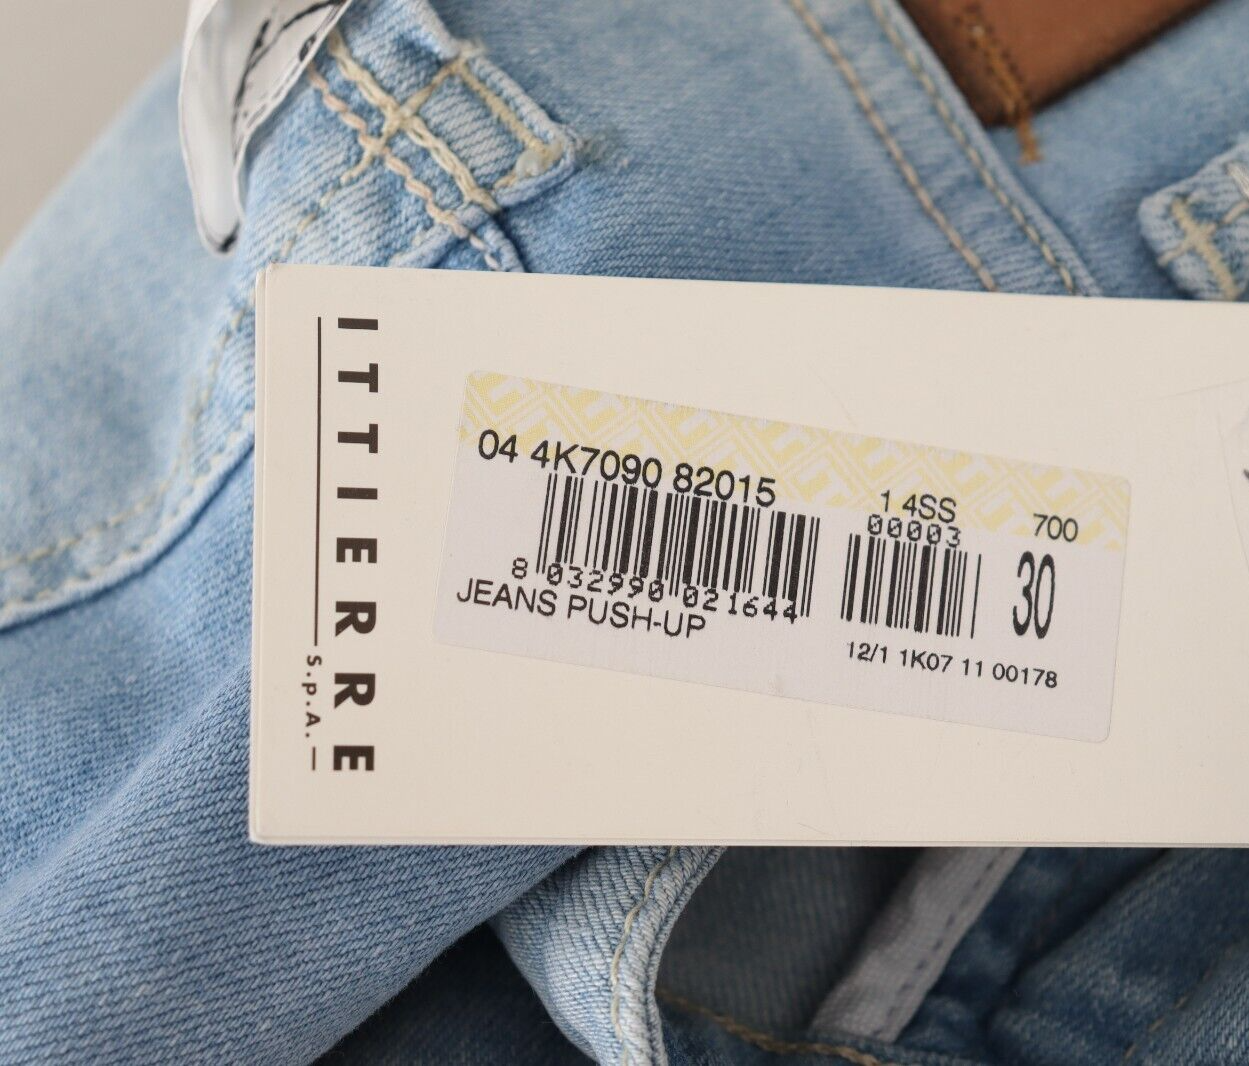 ITTIERRE
S.p.A.
04 4K7090 82015
1 4SS
700
00003
30
8 032990 021644
JEANS PUSH-UP
12/1 1K07 11 00178